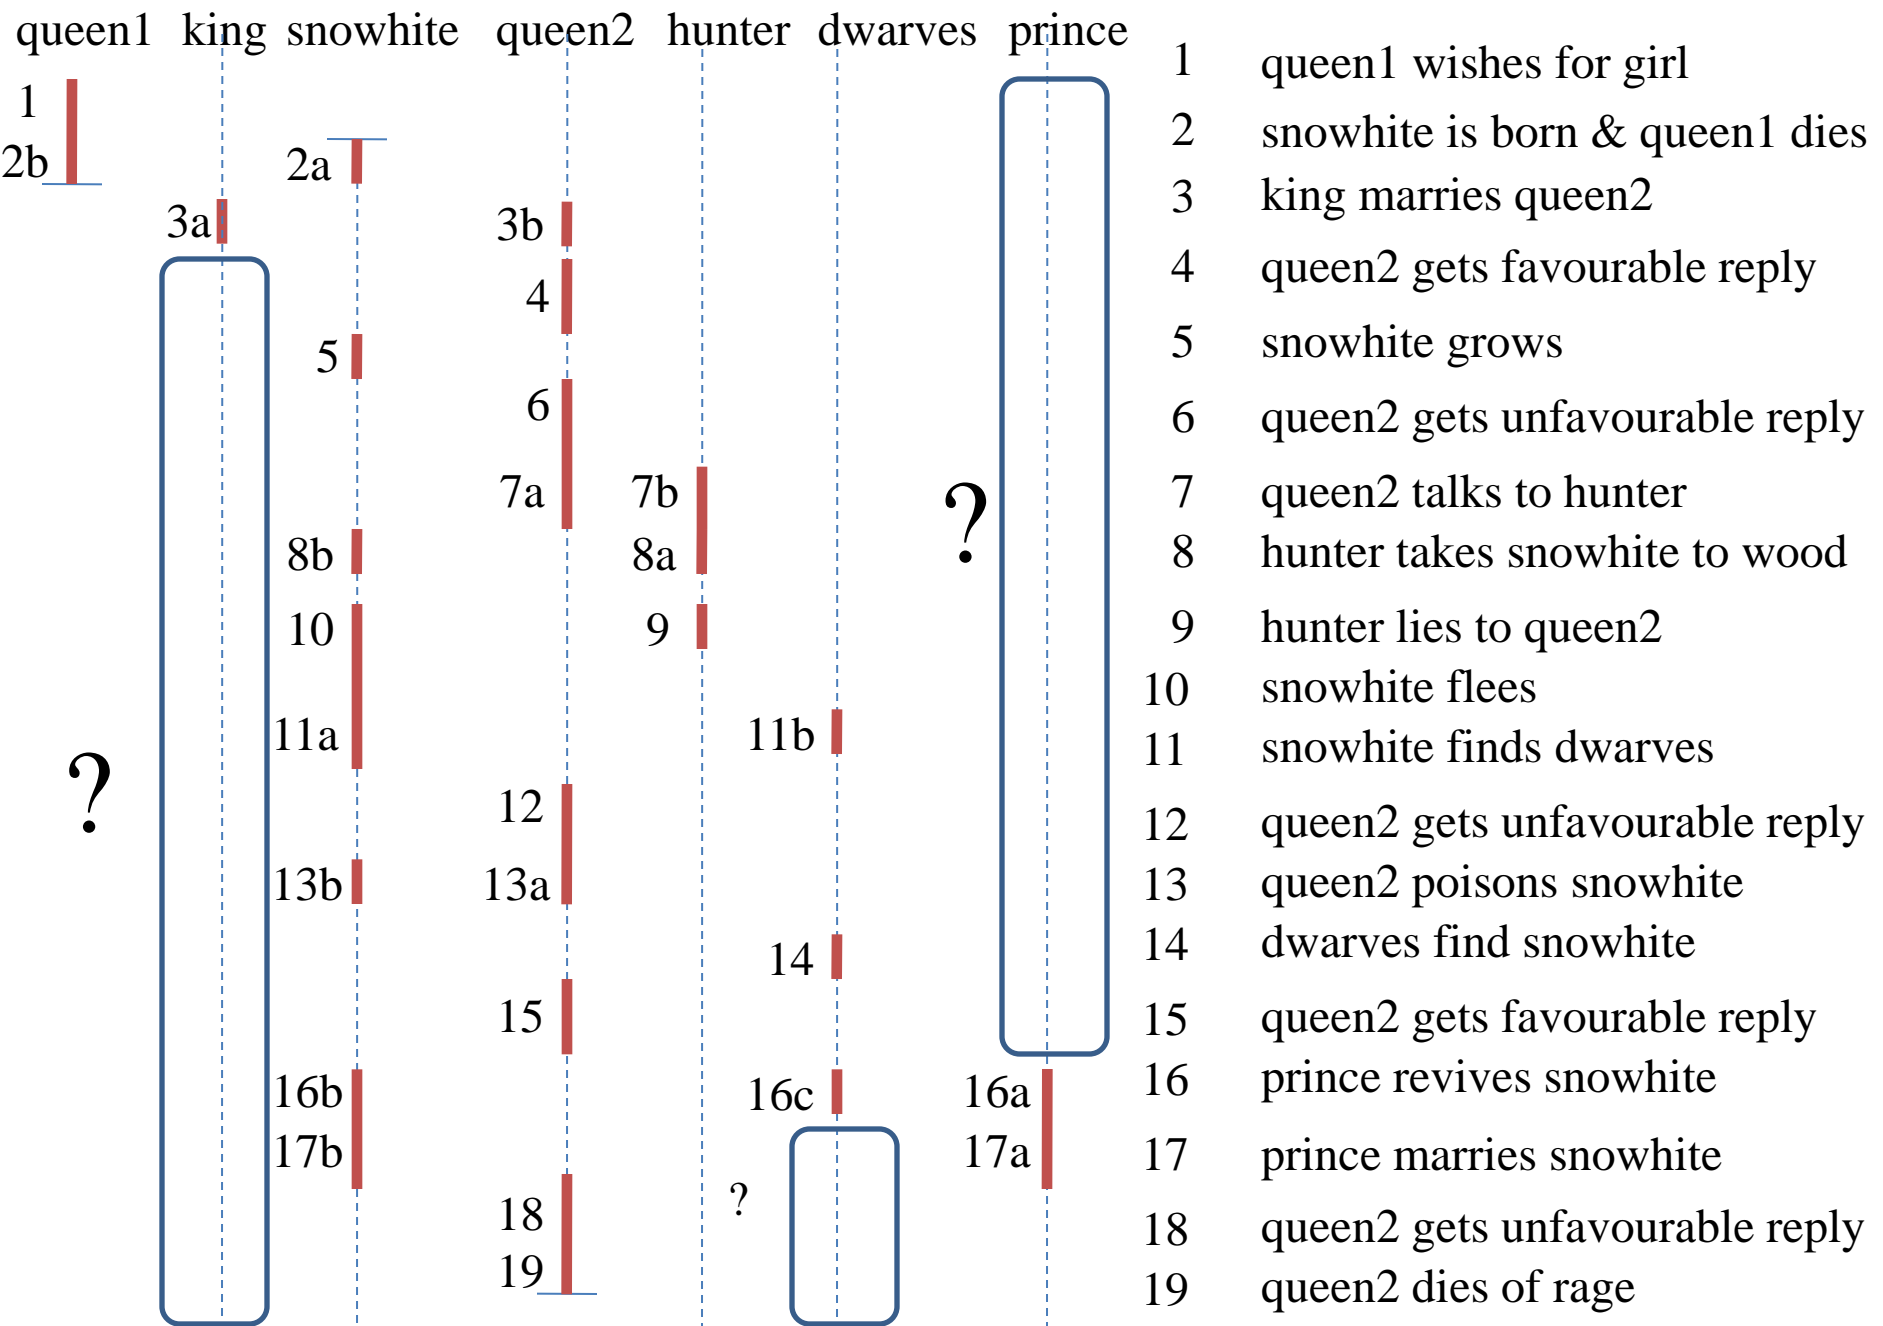 queen1 king snowhite queen2 hunter dwarves prince
1
2b
2a
3a
3b
4
5
6
7a
7b
8b
8a
10
9
11a
11b
?
?
12
13b
13a
14
15
16b
16c
16a
17b
17a
?
18
19
1 queen1 wishes for girl
2 snowhite is born & queen1 dies
3 king marries queen2
4 queen2 gets favourable reply
5 snowhite grows
6 queen2 gets unfavourable reply
7 queen2 talks to hunter
8 hunter takes snowhite to wood
9 hunter lies to queen2
10 snowhite flees
11 snowhite finds dwarves
12 queen2 gets unfavourable reply
13 queen2 poisons snowhite
14 dwarves find snowhite
15 queen2 gets favourable reply
16 prince revives snowhite
17 prince marries snowhite
18 queen2 gets unfavourable reply
19 queen2 dies of rage